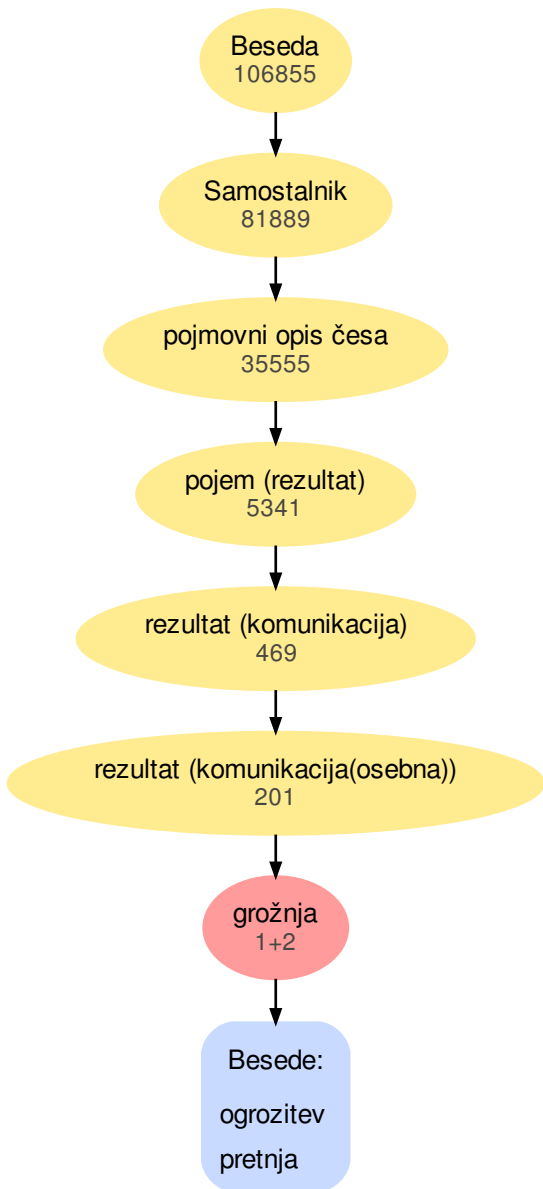 Beseda
106855
Samostalnik
81889
pojmovni opis česa
35555
pojem (rezultat)
5341
rezultat (komunikacija)
469
rezultat (komunikacija(osebna))
201
grožnja
1+2
Besede:
ogrozitev
pretnja